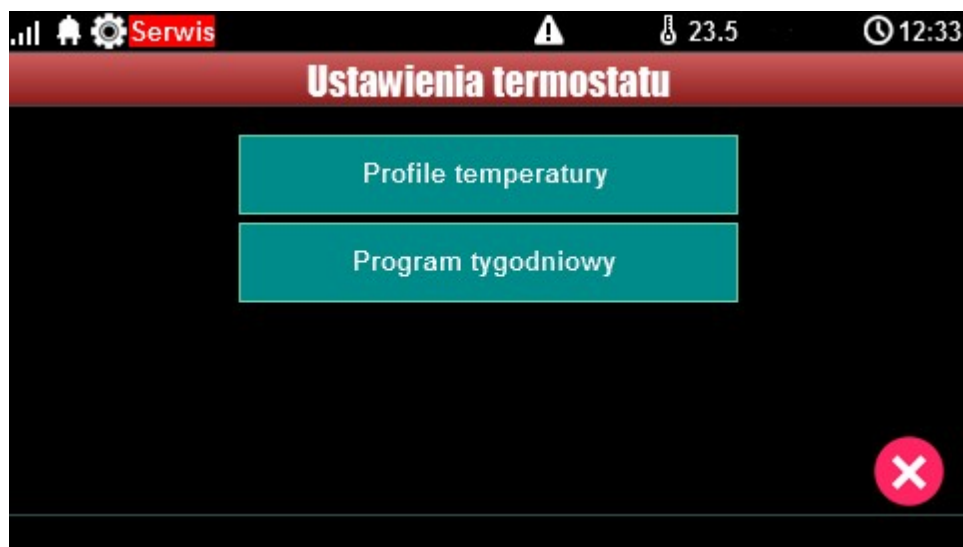 Serwis 23.5 12:33
Ustawienia termostatu
Profile temperatury
Program tygodniowy